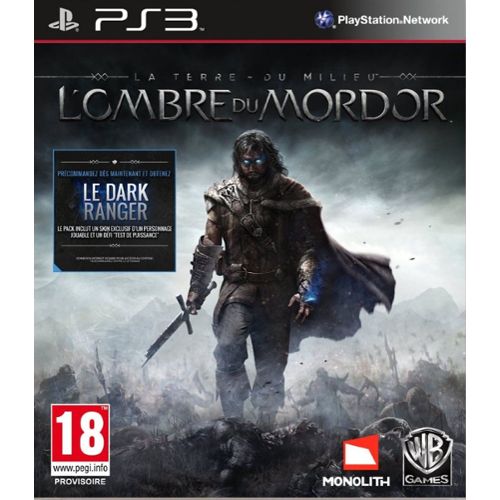 PS3
PlayStation®Network
LA TERRE DU MILIEU
L'OMBRE DU MORDOR
PRÉCOMMANDEZ DÈS MAINTENANT ET OBTENEZ
LE DARK
RANGER
LE PACK INCLUT UN SKIN EXCLUSIF D'UN PERSONNAGE
JOUABLE ET UN DÉFI "TEST DE PUISSANCE"
18
www.pegi.info
PROVISOIRE
MONOLITH
WB
GAMES